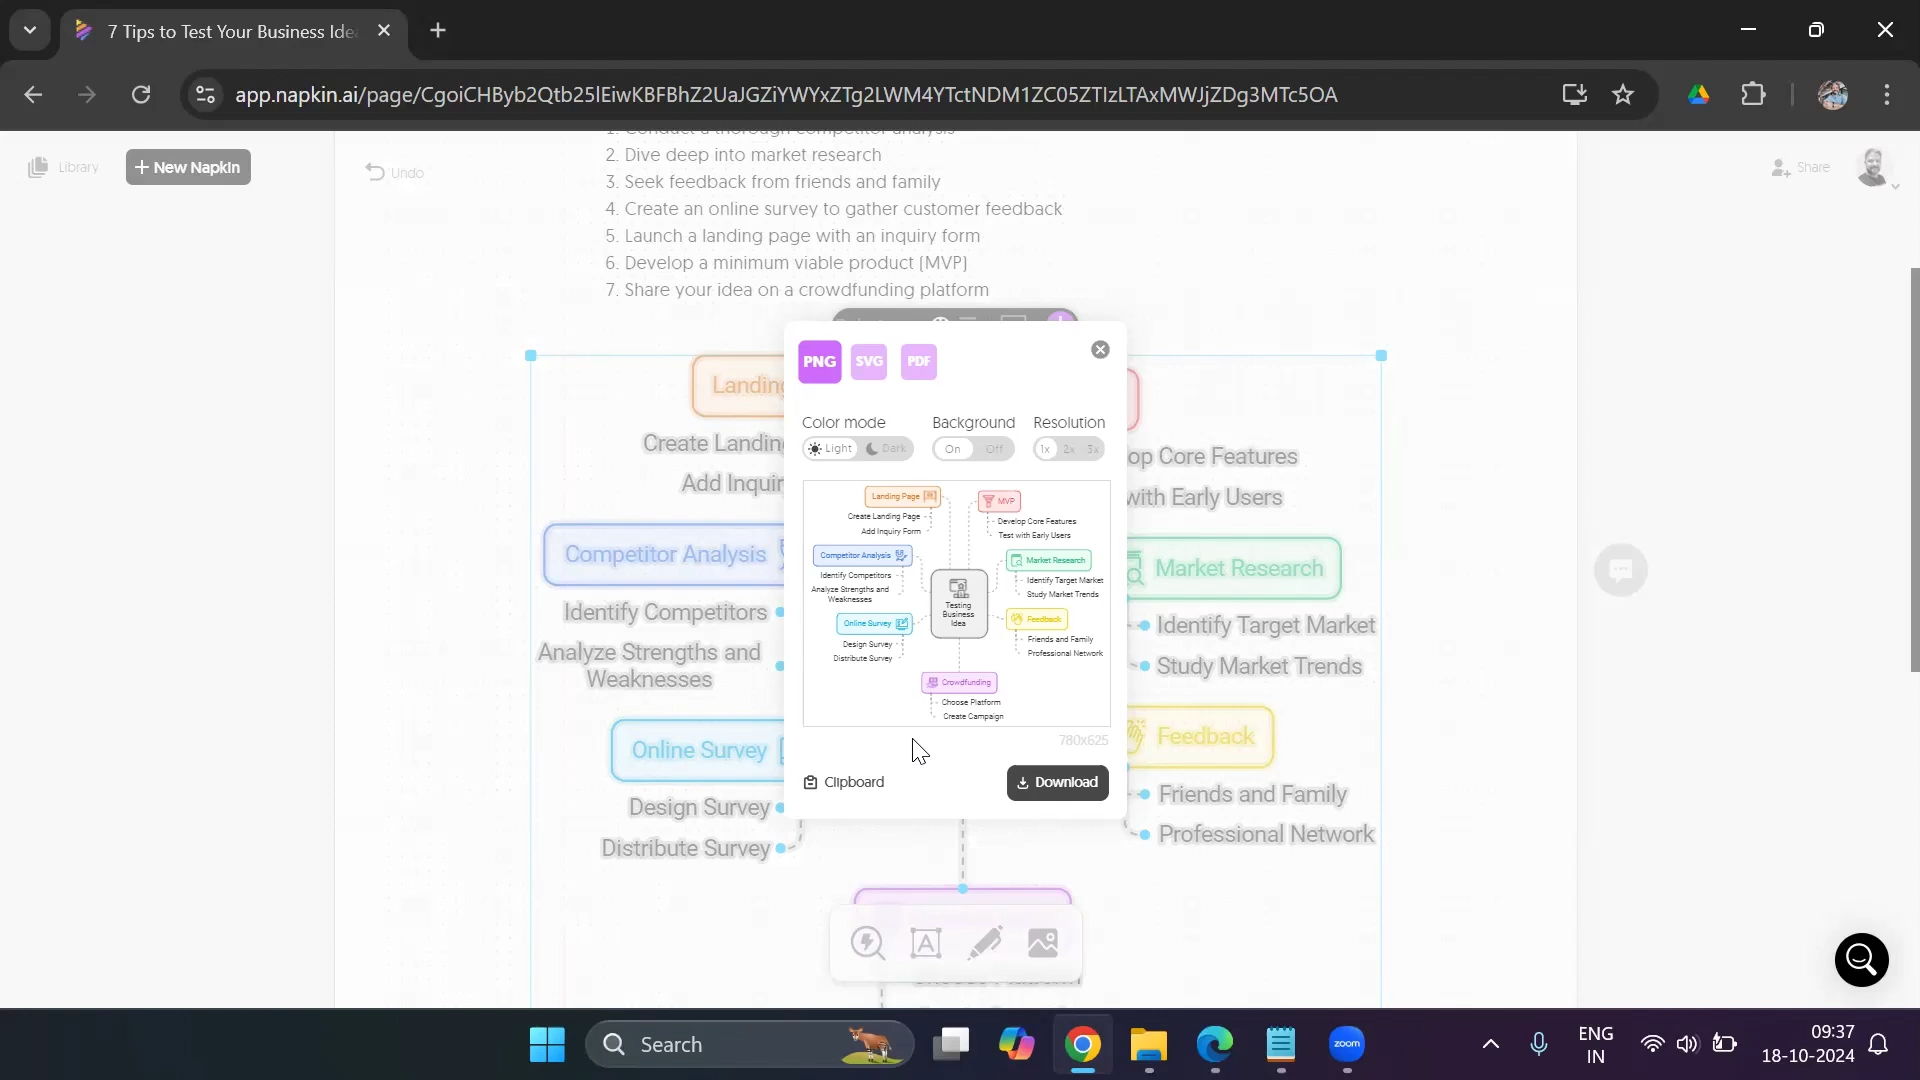 7 Tips to Test Your Business Idea
app.napkin.ai/page/CgoiCHByb2Qtb25lEiwKBFBhZ2UaJGZiYWYxZTg2LWM4YTctNDM1ZC05ZTIzLTAxMWJjZDg3MTc5OA
Library
+ New Napkin
Undo
Share
1. Conduct a thorough competitor analysis
2. Dive deep into market research
3. Seek feedback from friends and family
4. Create an online survey to gather customer feedback
5. Launch a landing page with an inquiry form
6. Develop a minimum viable product (MVP)
7. Share your idea on a crowdfunding platform
PNG SVG PDF
Color mode Background Resolution
Light Dark On Off 1x 2x 3x
Landing Page
Create Landing Page
Add Inquiry Form
MVP
Develop Core Features
Test with Early Users
Competitor Analysis
Identify Competitors
Analyze Strengths and
Weaknesses
Market Research
Identify Target Market
Study Market Trends
Testing
Business
Idea
Online Survey
Design Survey
Distribute Survey
Feedback
Friends and Family
Professional Network
Crowdfunding
Choose Platform
Create Campaign
780x625
Clipboard
Download
Landing
Create Landin
Add Inquir
op Core Features
with Early Users
Competitor Analysis
Identify Competitors
Analyze Strengths and
Weaknesses
Market Research
Identify Target Market
Study Market Trends
Online Survey
Design Survey
Distribute Survey
Feedback
Friends and Family
Professional Network
A
Search
zoom
ENG
IN
09:37
18-10-2024